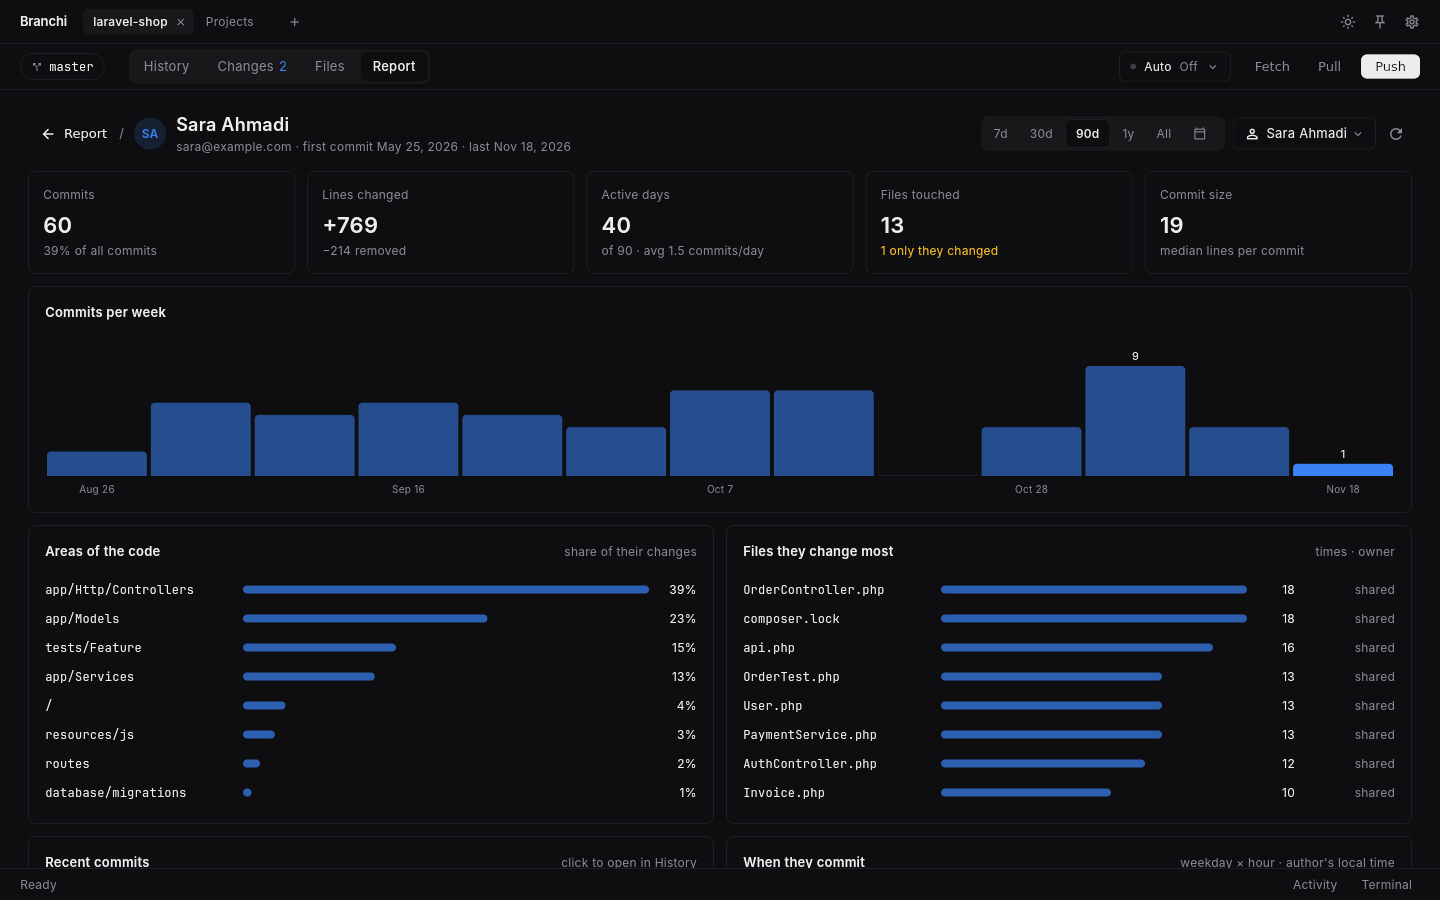 Branchi laravel-shop × Projects +
master History Changes 2 Files Report Auto Off Fetch Pull Push
Report / SA Sara Ahmadi
sara@example.com · first commit May 25, 2026 · last Nov 18, 2026
7d 30d 90d 1y All Sara Ahmadi
Commits
60
39% of all commits
Lines changed
+769
−214 removed
Active days
40
of 90 · avg 1.5 commits/day
Files touched
13
1 only they changed
Commit size
19
median lines per commit
Commits per week
9
1
Aug 26 Sep 16 Oct 7 Oct 28 Nov 18
Areas of the code share of their changes
app/Http/Controllers 39%
app/Models 23%
tests/Feature 15%
app/Services 13%
/ 4%
resources/js 3%
routes 2%
database/migrations 1%
Files they change most times · owner
OrderController.php 18 shared
composer.lock 18 shared
api.php 16 shared
OrderTest.php 13 shared
User.php 13 shared
PaymentService.php 13 shared
AuthController.php 12 shared
Invoice.php 10 shared
Recent commits click to open in History
When they commit weekday × hour · author's local time
Ready Activity Terminal